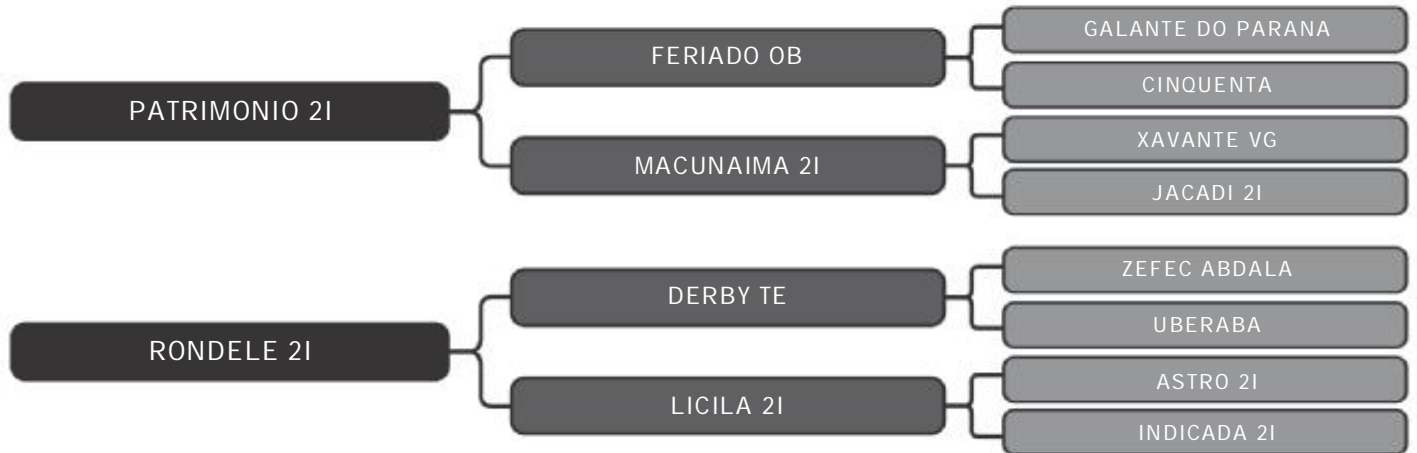 PATRIMONIO 2I
FERIADO OB
GALANTE DO PARANA
CINQUENTA
MACUNAIMA 2I
XAVANTE VG
JACADI 2I
RONDELE 2I
DERBY TE
ZEFEC ABDALA
UBERABA
LICILA 2I
ASTRO 2I
INDICADA 2I